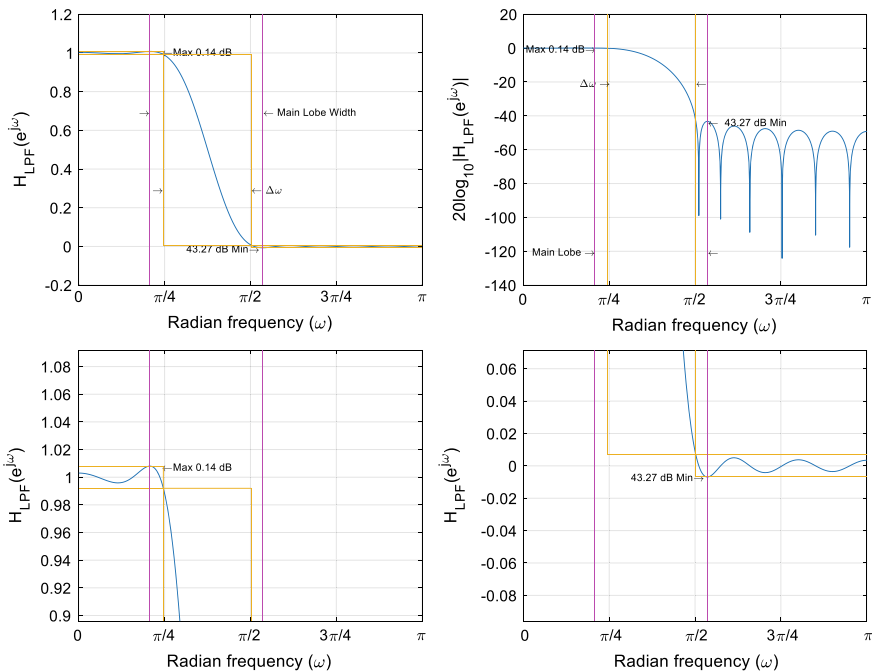 1.2
1
0.8
0.6
0.4
0.2
0
-0.2
H_LPF(e^jω)
Max 0.14 dB
Main Lobe Width
Δω
43.27 dB Min
0 π/4 π/2 3π/4 π
Radian frequency (ω)
20
0
-20
-40
-60
-80
-100
-120
-140
20log_10|H_LPF(e^jω)|
Max 0.14 dB
Δω
43.27 dB Min
Main Lobe
0 π/4 π/2 3π/4 π
Radian frequency (ω)
1.08
1.06
1.04
1.02
1
0.98
0.96
0.94
0.92
0.9
H_LPF(e^jω)
Max 0.14 dB
0 π/4 π/2 3π/4 π
Radian frequency (ω)
0.06
0.04
0.02
0
-0.02
-0.04
-0.06
-0.08
H_LPF(e^jω)
43.27 dB Min
0 π/4 π/2 3π/4 π
Radian frequency (ω)